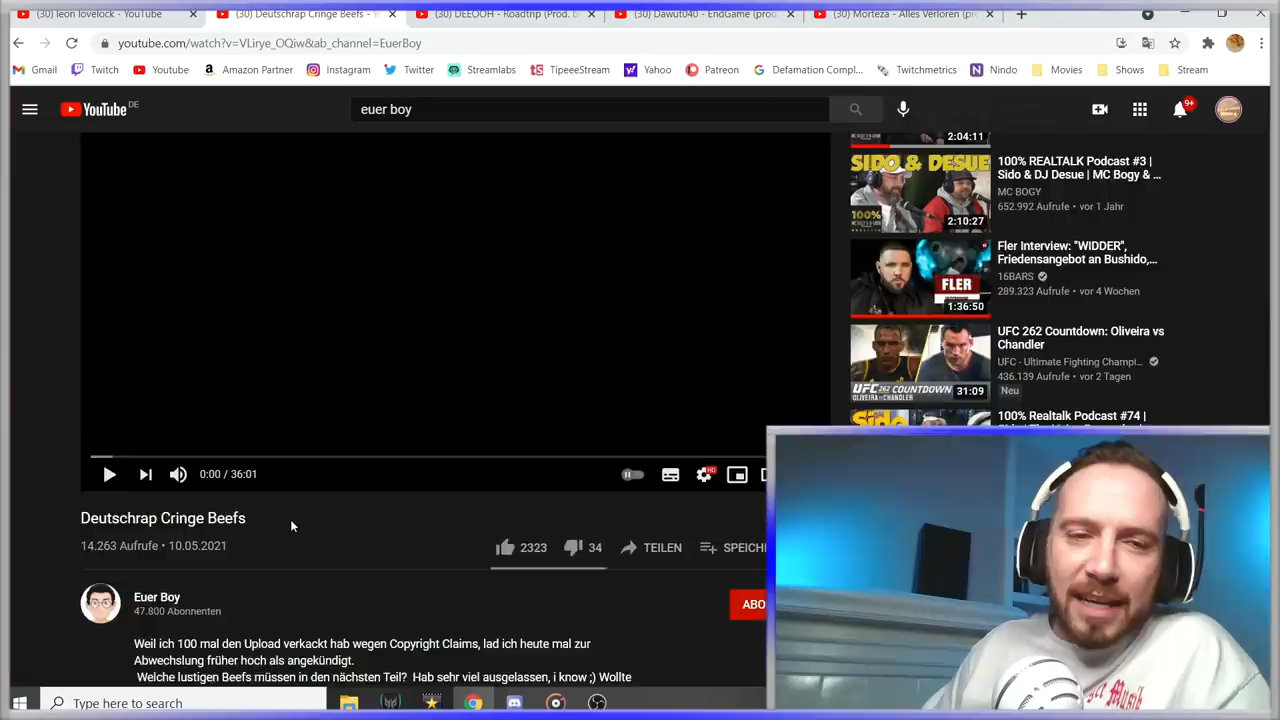 (30) leon lovelock - YouTube
(30) Deutschrap Cringe Beefs - Y
(30) DEEOOH - Roadtrip (Prod. D
(30) Dawut040 - EndGame (prod.
(30) Morteza - Alles Verloren (pr
youtube.com/watch?v=VLirye_OQiw&ab_channel=EuerBoy
Gmail
Twitch
Youtube
Amazon Partner
Instagram
Twitter
Streamlabs
TipeeeStream
Yahoo
Patreon
Defamation Compl...
Twitchmetrics
Nindo
Movies
Shows
Stream
YouTube DE
euer boy
9+
2:04:11
SIDO & DESUE
100%
2:10:27
100% REALTALK Podcast #3 |
Sido & DJ Desue | MC Bogy & ...
MC BOGY
652.992 Aufrufe • vor 1 Jahr
FLER
1:36:50
Fler Interview: "WIDDER",
Friedensangebot an Bushido,...
16BARS
289.323 Aufrufe • vor 4 Wochen
UFC 262 COUNTDOWN
OLIVEIRA vs CHANDLER
31:09
UFC 262 Countdown: Oliveira vs
Chandler
UFC - Ultimate Fighting Champi...
436.139 Aufrufe • vor 2 Tagen
Neu
Sido
100% Realtalk Podcast #74 |
0:00 / 36:01
HD
Deutschrap Cringe Beefs
14.263 Aufrufe • 10.05.2021
2323
34
TEILEN
SPEICH
Euer Boy
47.800 Abonnenten
ABO
Weil ich 100 mal den Upload verkackt hab wegen Copyright Claims, lad ich heute mal zur
Abwechslung früher hoch als angekündigt.
Welche lustigen Beefs müssen in den nächsten Teil? Hab sehr viel ausgelassen, i know ;) Wollte
Musik
Type here to search